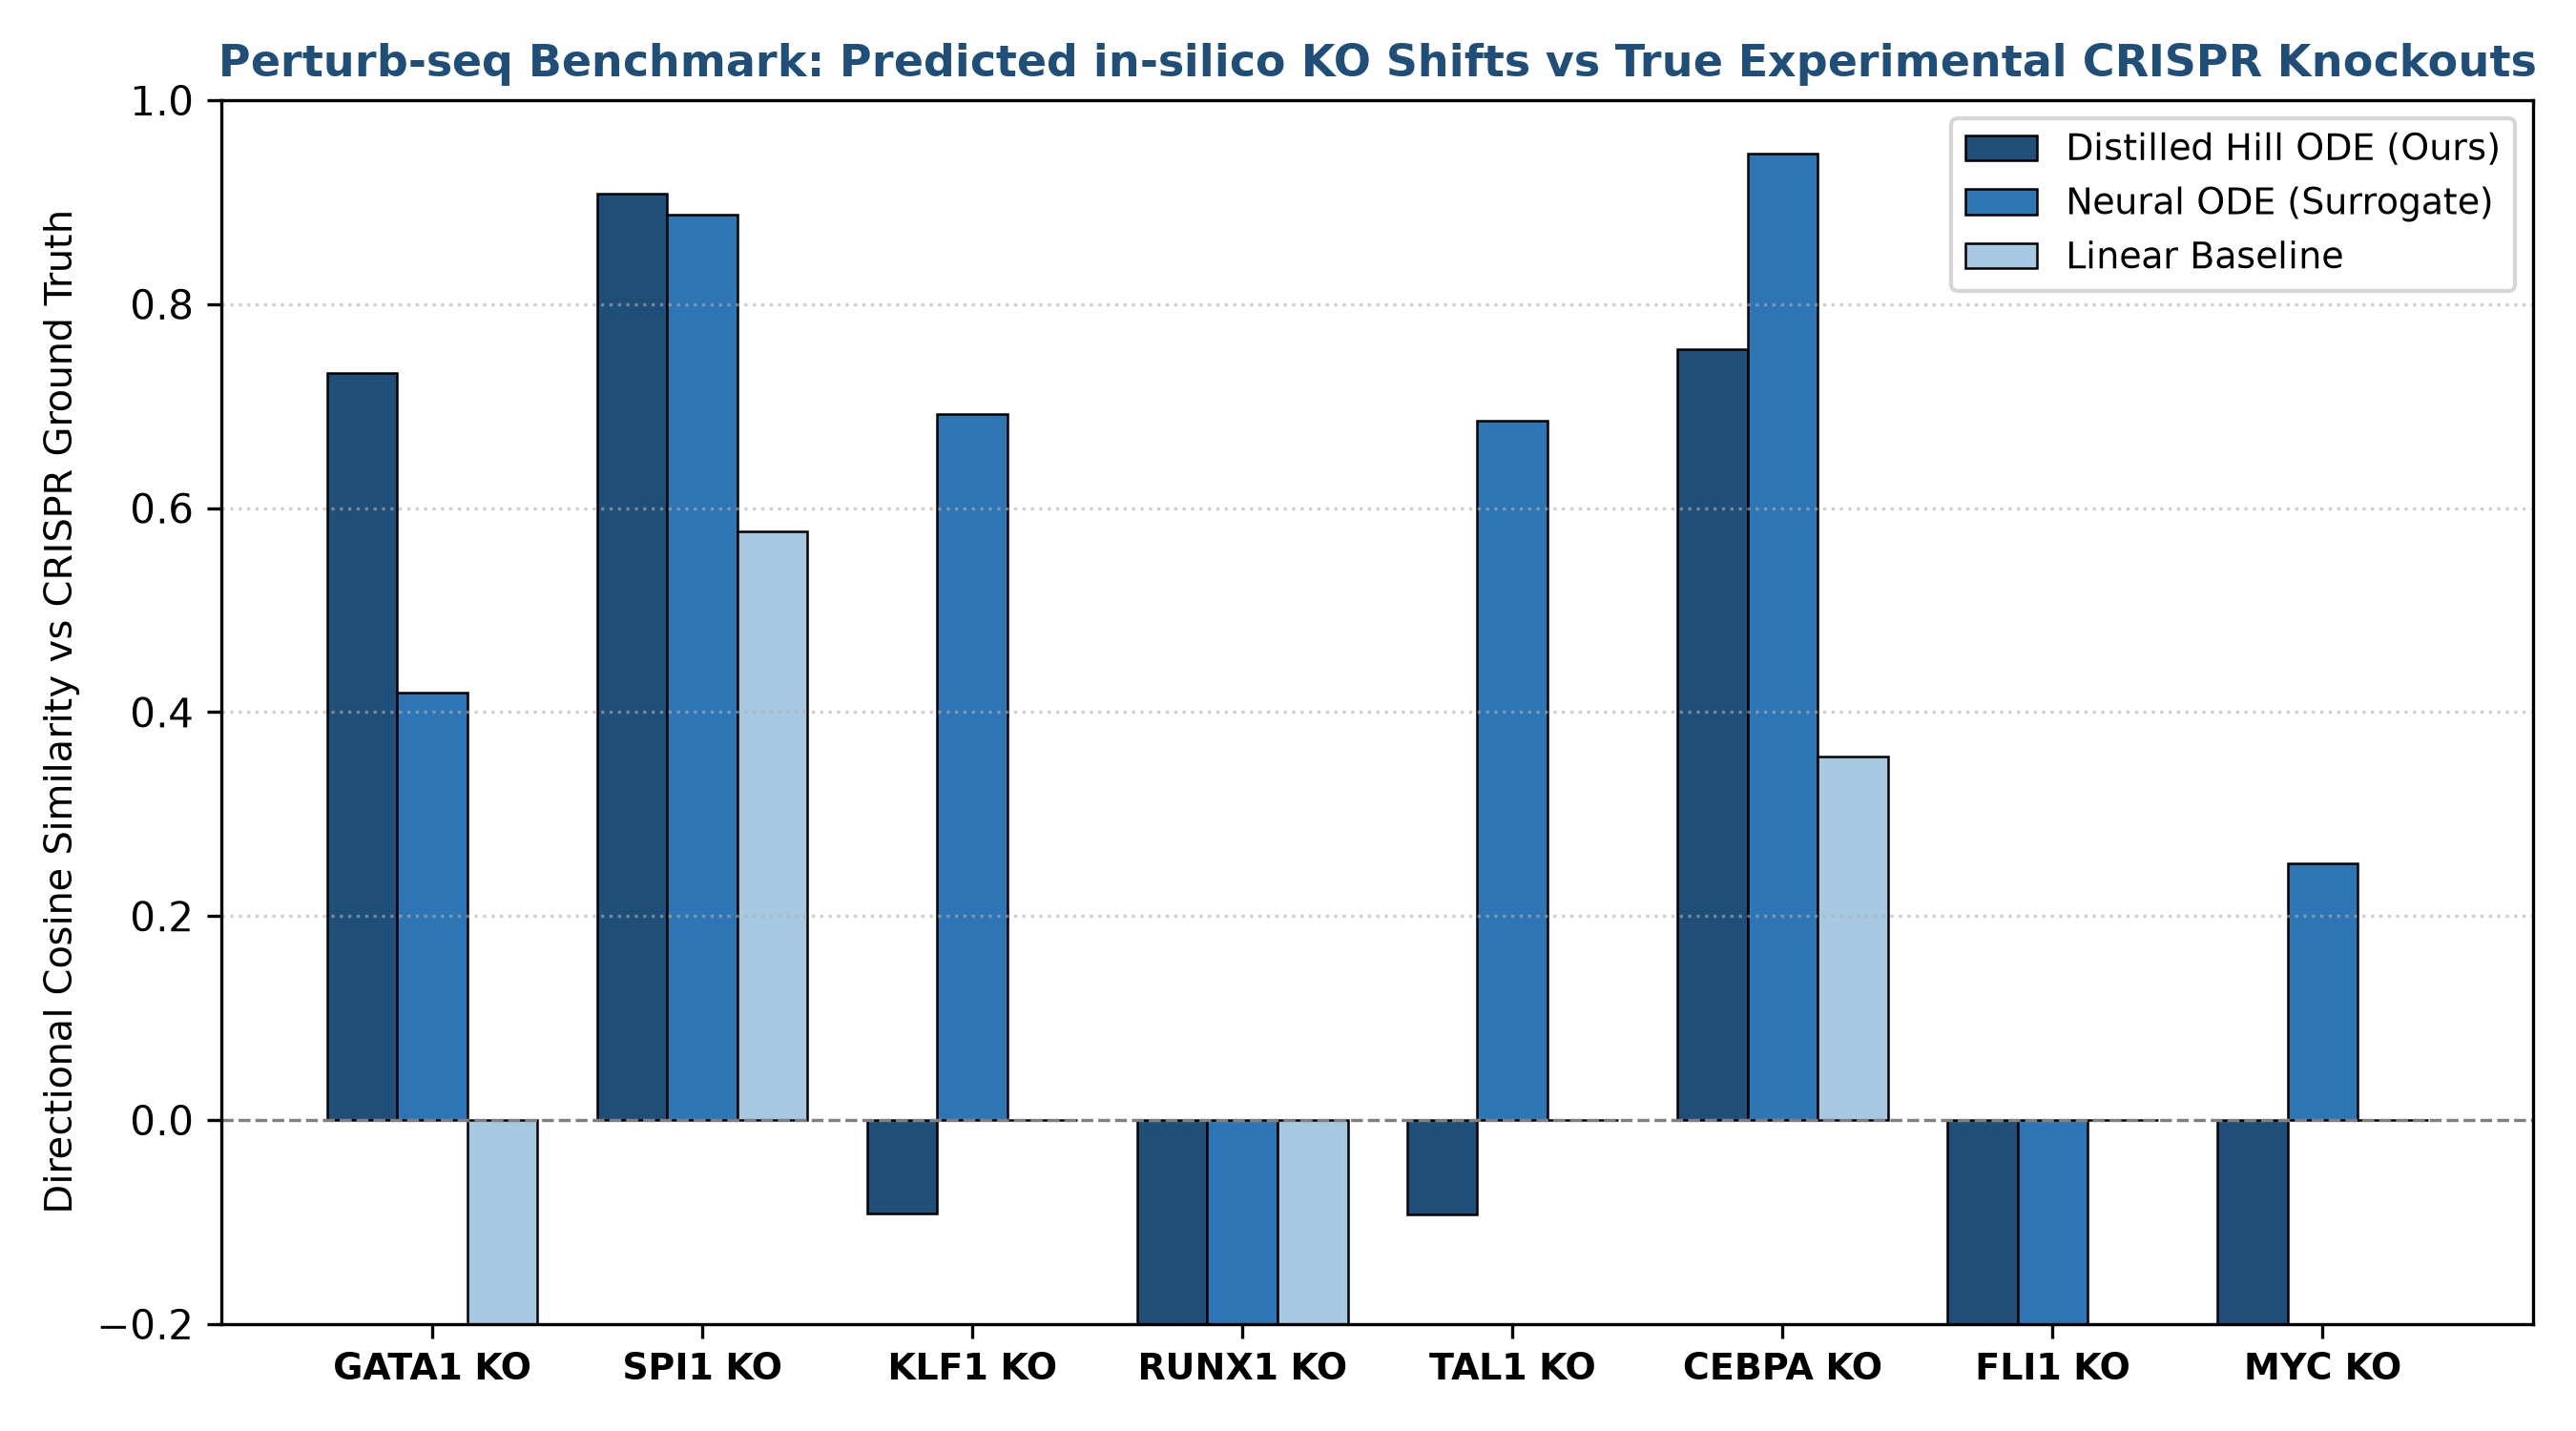 Perturb-seq Benchmark: Predicted in-silico KO Shifts vs True Experimental CRISPR Knockouts
Directional Cosine Similarity vs CRISPR Ground Truth
1.0
0.8
0.6
0.4
0.2
0.0
−0.2
Distilled Hill ODE (Ours)
Neural ODE (Surrogate)
Linear Baseline
GATA1 KO
SPI1 KO
KLF1 KO
RUNX1 KO
TAL1 KO
CEBPA KO
FLI1 KO
MYC KO